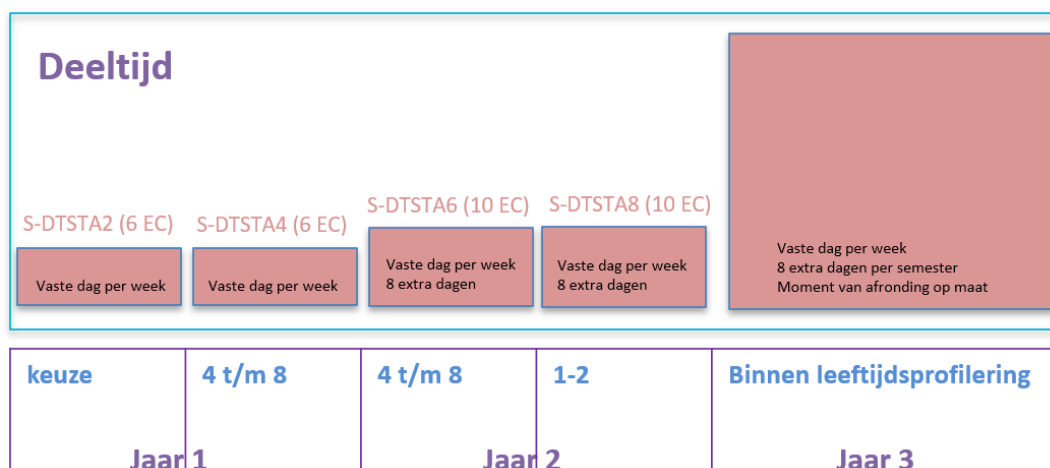 Deeltijd
S-DTSTA2 (6 EC)
S-DTSTA4 (6 EC)
S-DTSTA6 (10 EC)
S-DTSTA8 (10 EC)
Vaste dag per week
Vaste dag per week
Vaste dag per week
8 extra dagen
Vaste dag per week
8 extra dagen
Vaste dag per week
8 extra dagen per semester
Moment van afronding op maat
keuze
4 t/m 8
4 t/m 8
1-2
Binnen leeftijdsprofilering
Jaar 1
Jaar 2
Jaar 3